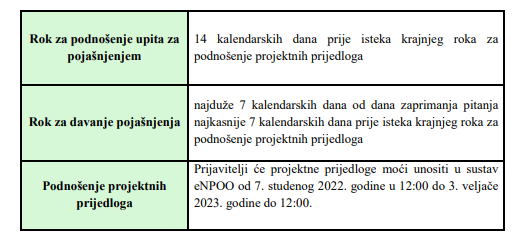 Rok za podnošenje upita za
pojašnjenjem
14 kalendarskih dana prije isteka krajnjeg roka za
podnošenje projektnih prijedloga
Rok za davanje pojašnjenja
najduže 7 kalendarskih dana od dana zaprimanja pitanja
najkasnije 7 kalendarskih dana prije isteka krajnjeg roka za
podnošenje projektnih prijedloga
Podnošenje projektnih
prijedloga
Prijavitelji će projektne prijedloge moći unositi u sustav
eNPOO od 7. studenog 2022. godine u 12:00 do 3. veljače
2023. godine do 12:00.